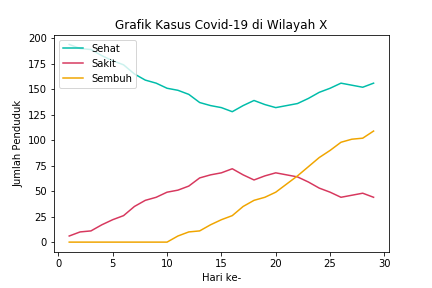 Grafik Kasus Covid-19 di Wilayah X
200
175
150
125
100
75
50
25
0
Jumlah Penduduk
Sehat
Sakit
Sembuh
0 5 10 15 20 25 30
Hari ke-